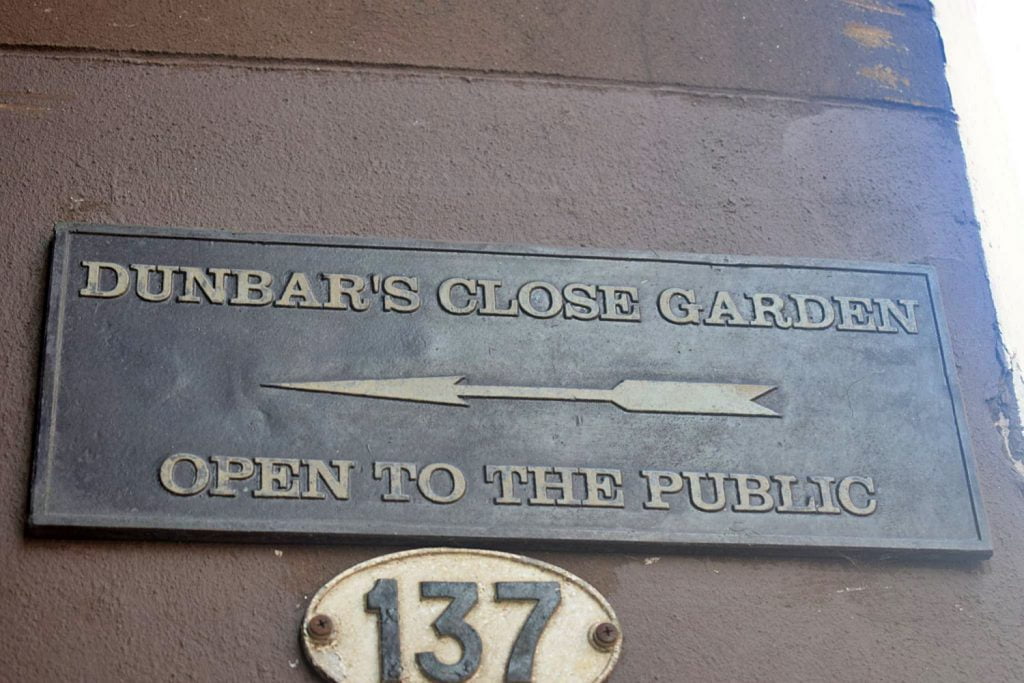 DUNBAR'S CLOSE GARDEN
OPEN TO THE PUBLIC
137